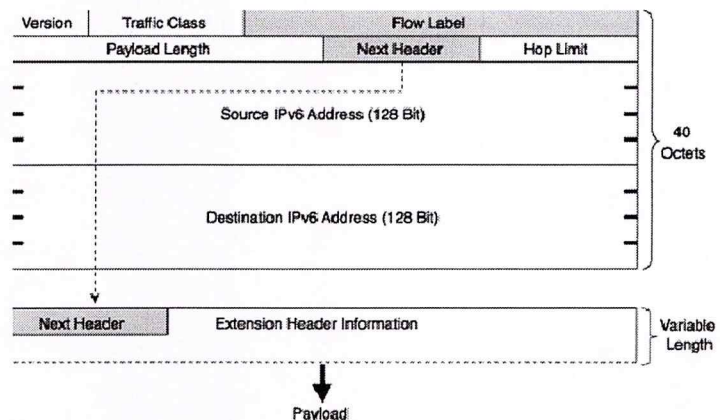 Version Traffic Class Flow Label
Payload Length Next Header Hop Limit
Source IPv6 Address (128 Bit)
40
Octets
Destination IPv6 Address (128 Bit)
Next Header Extension Header Information
Variable
Length
Payload